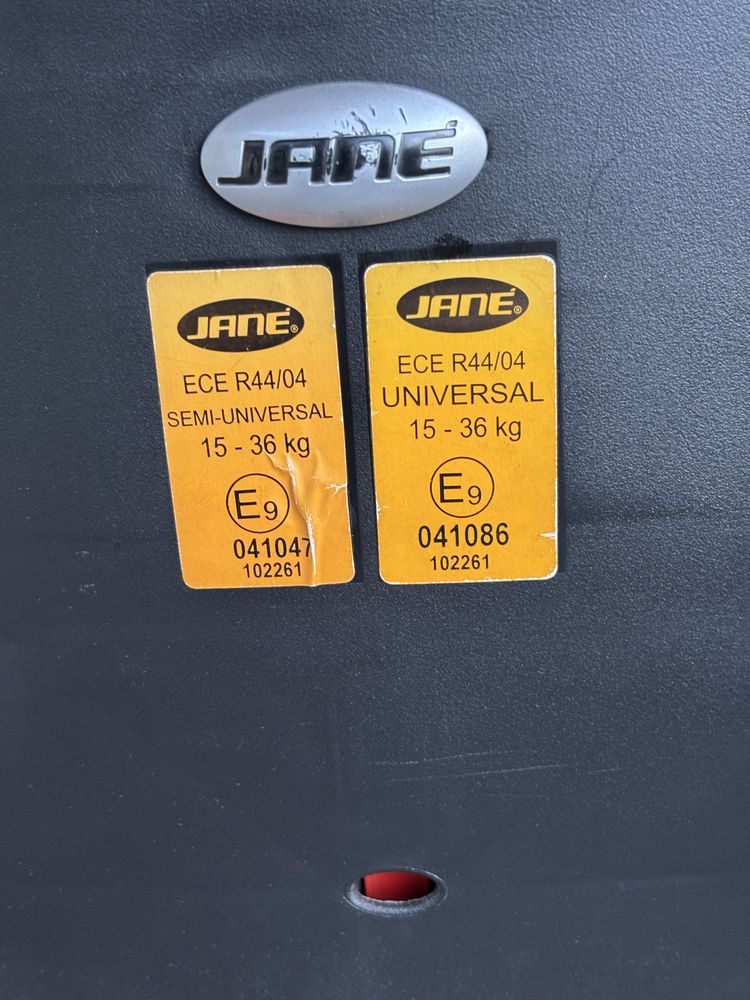 JANÉ
JANÉ®
ECE R44/04
SEMI-UNIVERSAL
15 - 36 kg
E9
041047
102261
JANÉ®
ECE R44/04
UNIVERSAL
15 - 36 kg
E9
041086
102261